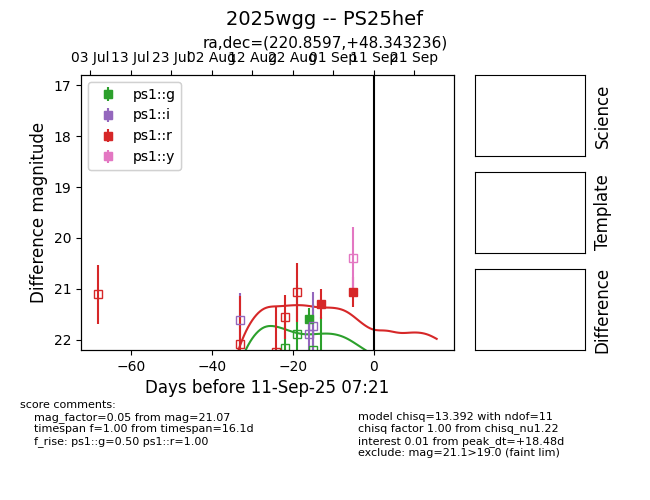 2025wgg -- PS25hef
ra,dec=(220.8597,+48.343236)
03 Jul 13 Jul 23 Jul 02 Aug 12 Aug 22 Aug 01 Sep 11 Sep 21 Sep
17
18
19
20
21
22
Difference magnitude
ps1::g
ps1::i
ps1::r
ps1::y
−60 −40 −20 0
Days before 11-Sep-25 07:21
Science
Template
Difference
score comments:
mag_factor=0.05 from mag=21.07
timespan f=1.00 from timespan=16.1d
f_rise: ps1::g=0.50 ps1::r=1.00
model chisq=13.392 with ndof=11
chisq factor 1.00 from chisq_nu1.22
interest 0.01 from peak_dt=+18.48d
exclude: mag=21.1>19.0 (faint lim)